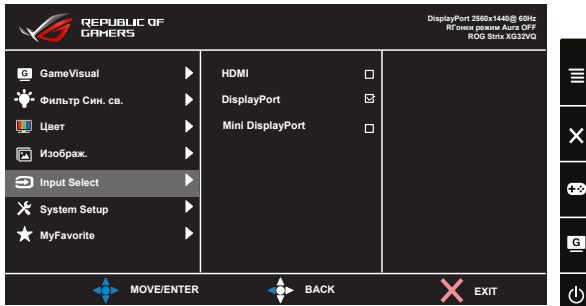 REPUBLIC OF
GAMERS
DisplayPort 2560x1440@ 60Hz
RГонки режим Aura OFF
ROG Strix XG32VQ
G GameVisual
Фильтр Син. св.
Цвет
Изображ.
Input Select
System Setup
MyFavorite
HDMI
DisplayPort
Mini DisplayPort
G
MOVE/ENTER
BACK
EXIT